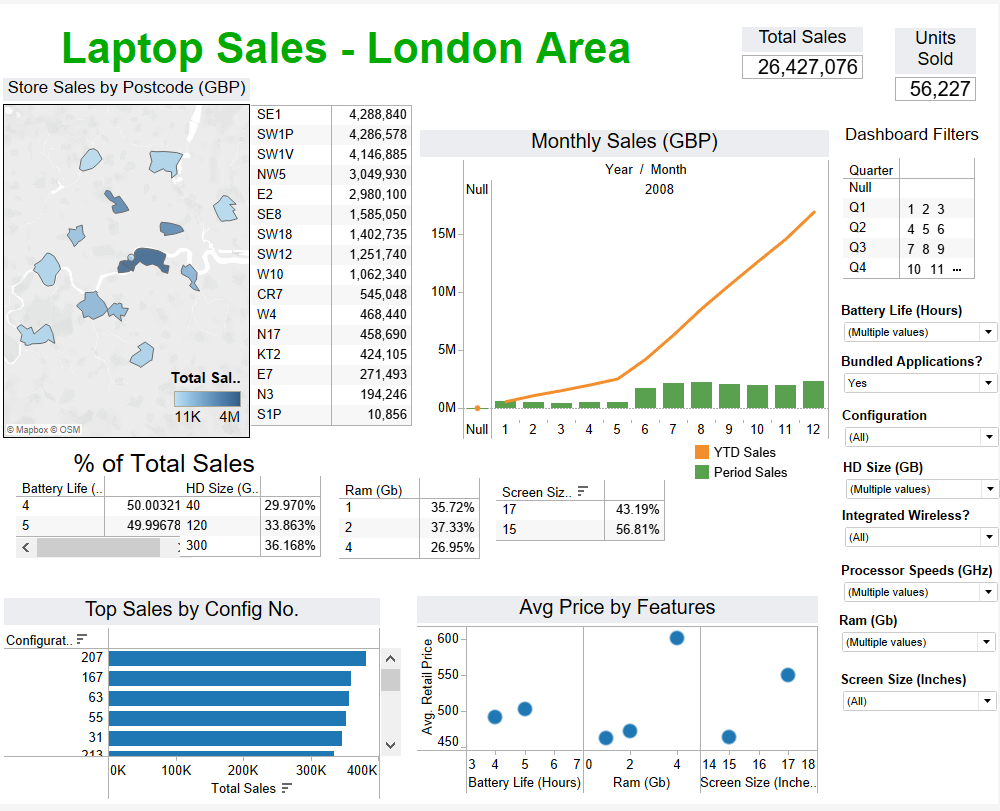 Laptop Sales - London Area
Total Sales
26,427,076
Units
Sold
56,227
Store Sales by Postcode (GBP)
SE1 4,288,840
SW1P 4,286,578
SW1V 4,146,885
NW5 3,049,930
E2 2,980,100
SE8 1,585,050
SW18 1,402,735
SW12 1,251,740
W10 1,062,340
CR7 545,048
W4 468,440
N17 458,690
KT2 424,105
E7 271,493
N3 194,246
S1P 10,856
Total Sal..
11K 4M
© Mapbox © OSM
Monthly Sales (GBP)
Year / Month
Null 2008
15M
10M
5M
0M
Null 1 2 3 4 5 6 7 8 9 10 11 12
YTD Sales
Period Sales
Dashboard Filters
Quarter
Null
Q1 1 2 3
Q2 4 5 6
Q3 7 8 9
Q4 10 11 ...
Battery Life (Hours)
(Multiple values)
Bundled Applications?
Yes
Configuration
(All)
HD Size (GB)
(Multiple values)
Integrated Wireless?
(All)
Processor Speeds (GHz)
(Multiple values)
Ram (Gb)
(Multiple values)
Screen Size (Inches)
(All)
% of Total Sales
Battery Life (..
4 50.00321
5 49.99678
HD Size (G..
40 29.970%
120 33.863%
300 36.168%
Ram (Gb)
1 35.72%
2 37.33%
4 26.95%
Screen Siz..
17 43.19%
15 56.81%
Top Sales by Config No.
Configurat..
207
167
63
55
31
213
0K 100K 200K 300K 400K
Total Sales
Avg Price by Features
Avg. Retail Price
600
550
500
450
3 4 5 6 7 0 2 4 14 15 16 17 18
Battery Life (Hours) Ram (Gb) Screen Size (Inche..